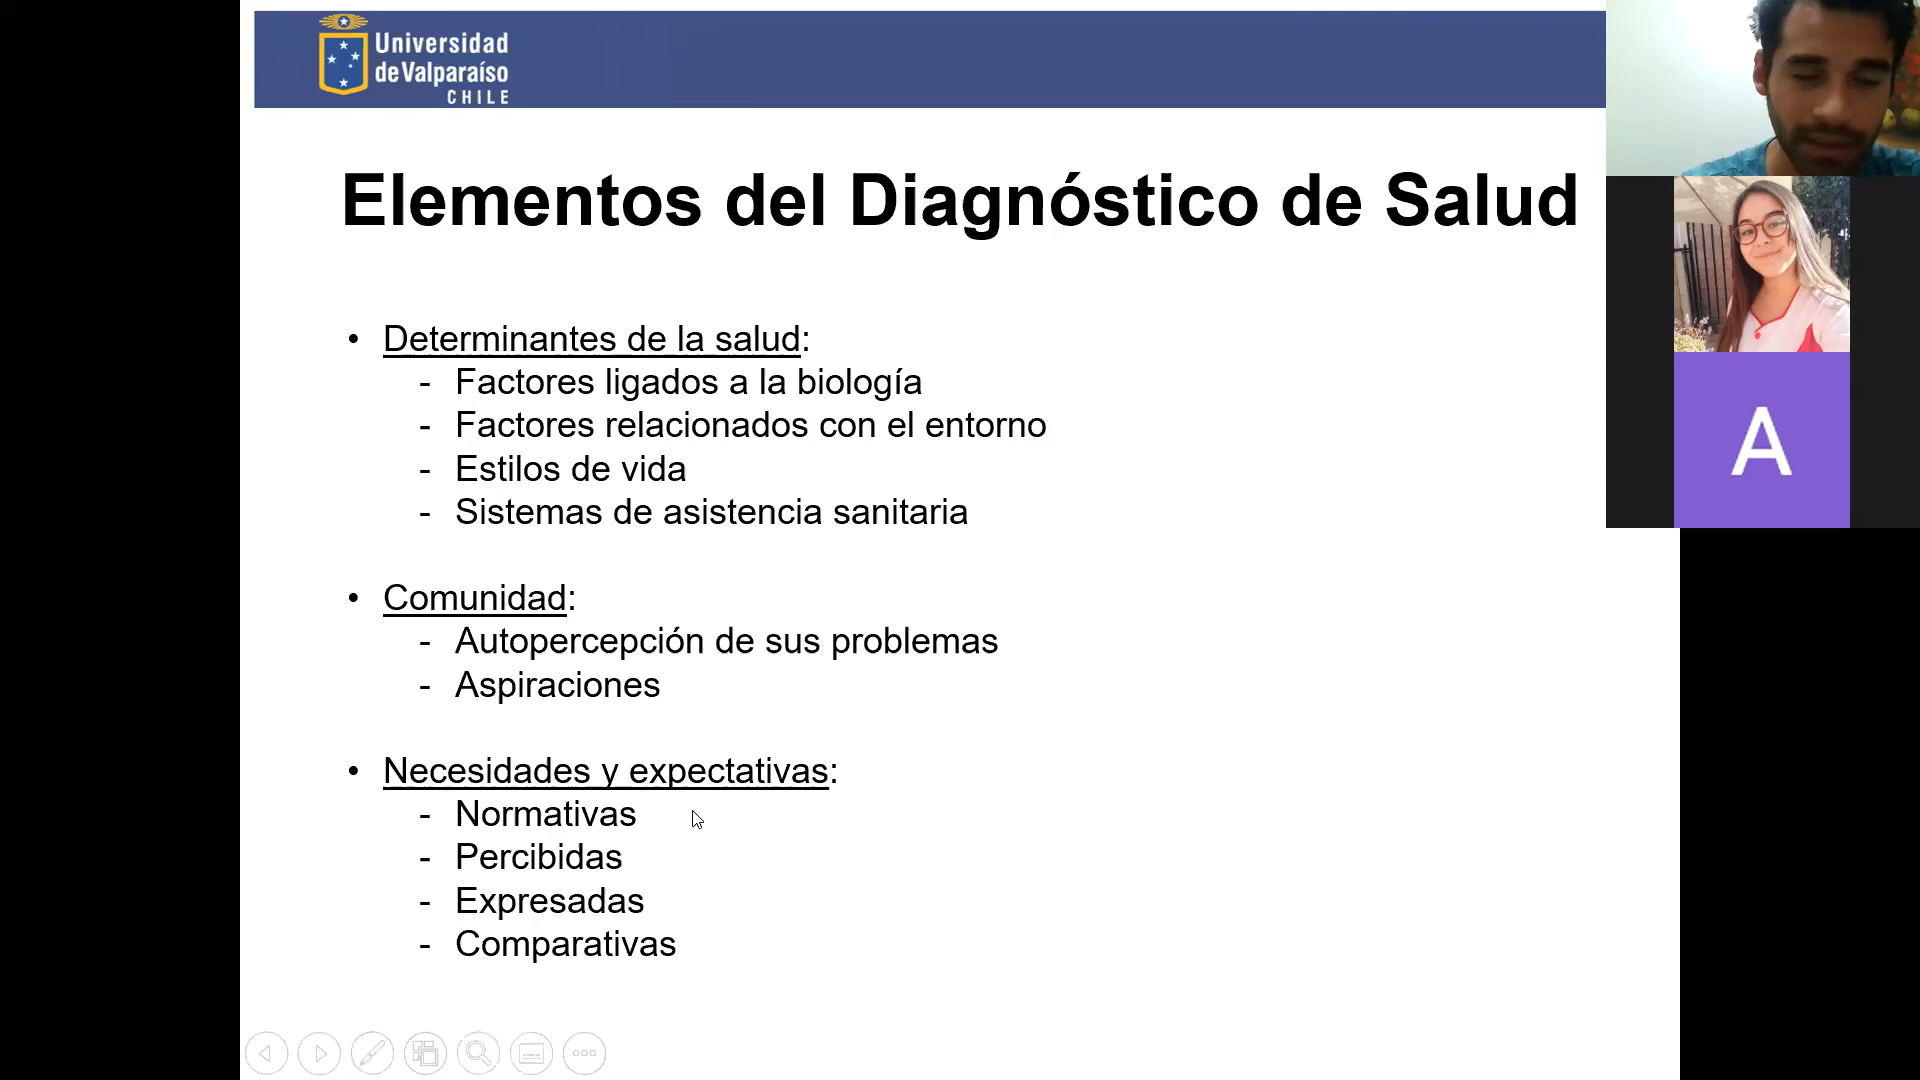 Universidad
de Valparaíso
CHILE
Elementos del Diagnóstico de Salud
• Determinantes de la salud:
- Factores ligados a la biología
- Factores relacionados con el entorno
- Estilos de vida
- Sistemas de asistencia sanitaria
• Comunidad:
- Autopercepción de sus problemas
- Aspiraciones
• Necesidades y expectativas:
- Normativas
- Percibidas
- Expresadas
- Comparativas
A